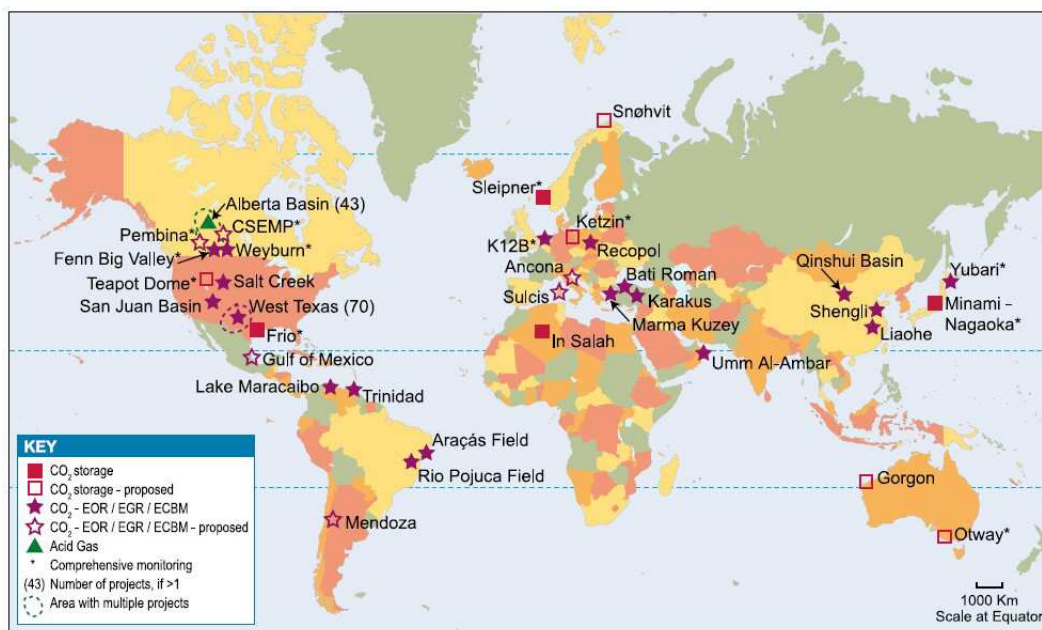 Snøhvit
Sleipner*
Alberta Basin (43)
Ketzin*
Pembina*
CSEMP*
K12B*
Recopol
Fenn Big Valley*
Weyburn*
Ancona
Qinshui Basin
Yubari*
Teapot Dome*
Salt Creek
Bati Roman
San Juan Basin
West Texas (70)
Sulcis
Karakus
Shengli
Minami –
Nagaoka*
Marma Kuzey
Liaohe
Frio*
In Salah
Gulf of Mexico
Umm Al-Ambar
Lake Maracaibo
Trinidad
Araçás Field
Rio Pojuca Field
Gorgon
Mendoza
Otway*
KEY
CO₂ storage
CO₂ storage – proposed
CO₂ – EOR / EGR / ECBM
CO₂ – EOR / EGR / ECBM – proposed
Acid Gas
* Comprehensive monitoring
(43) Number of projects, if >1
Area with multiple projects
1000 Km
Scale at Equator